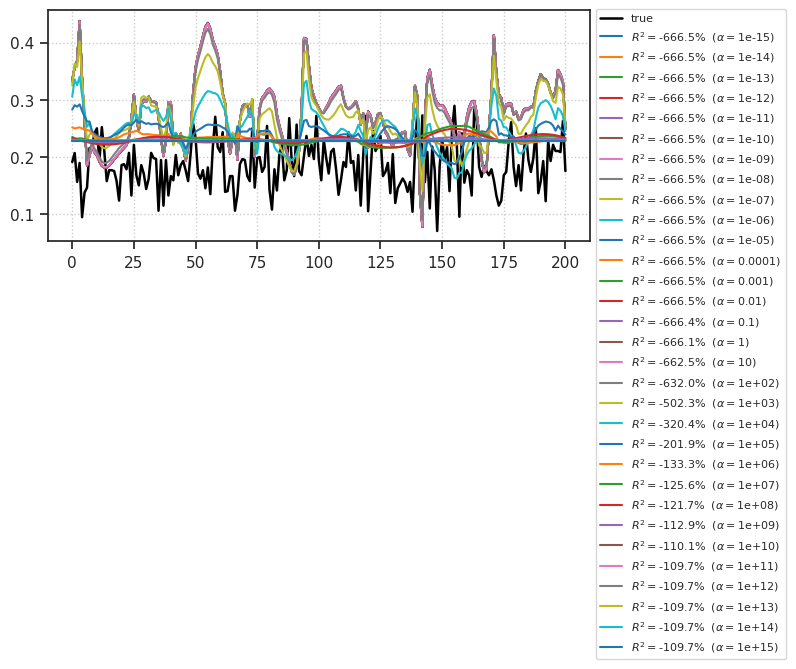 0.4
0.3
0.2
0.1
0 25 50 75 100 125 150 175 200
true
R² = -666.5% (α = 1e-15)
R² = -666.5% (α = 1e-14)
R² = -666.5% (α = 1e-13)
R² = -666.5% (α = 1e-12)
R² = -666.5% (α = 1e-11)
R² = -666.5% (α = 1e-10)
R² = -666.5% (α = 1e-09)
R² = -666.5% (α = 1e-08)
R² = -666.5% (α = 1e-07)
R² = -666.5% (α = 1e-06)
R² = -666.5% (α = 1e-05)
R² = -666.5% (α = 0.0001)
R² = -666.5% (α = 0.001)
R² = -666.5% (α = 0.01)
R² = -666.4% (α = 0.1)
R² = -666.1% (α = 1)
R² = -662.5% (α = 10)
R² = -632.0% (α = 1e+02)
R² = -502.3% (α = 1e+03)
R² = -320.4% (α = 1e+04)
R² = -201.9% (α = 1e+05)
R² = -133.3% (α = 1e+06)
R² = -125.6% (α = 1e+07)
R² = -121.7% (α = 1e+08)
R² = -112.9% (α = 1e+09)
R² = -110.1% (α = 1e+10)
R² = -109.7% (α = 1e+11)
R² = -109.7% (α = 1e+12)
R² = -109.7% (α = 1e+13)
R² = -109.7% (α = 1e+14)
R² = -109.7% (α = 1e+15)